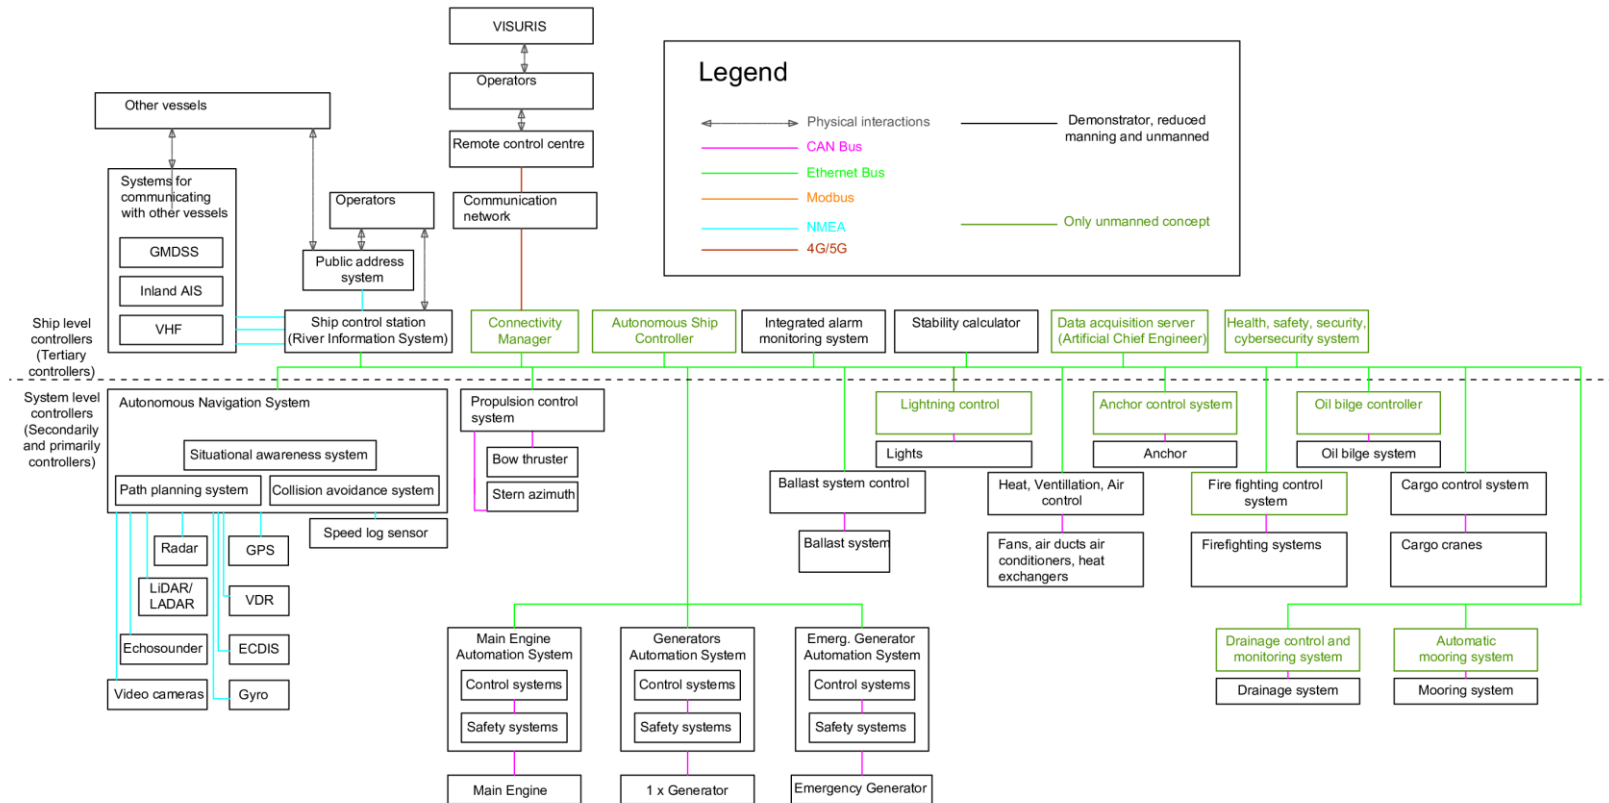 VISURIS
Operators
Other vessels
Remote control centre
Systems for
communicating
with other vessels
Operators
Communication
network
GMDSS
Inland AIS
VHF
Public address
system
Legend
Physical interactions
CAN Bus
Ethernet Bus
Modbus
NMEA
4G/5G
Demonstrator, reduced
manning and unmanned
Only unmanned concept
Ship level
controllers
(Tertiary
controllers)
Ship control station
(River Information System)
Connectivity
Manager
Autonomous Ship
Controller
Integrated alarm
monitoring system
Stability calculator
Data acquisition server
(Artificial Chief Engineer)
Health, safety, security,
cybersecurity system
System level
controllers
(Secondarily
and primarily
controllers)
Autonomous Navigation System
Situational awareness system
Path planning system
Collision avoidance system
Propulsion control
system
Bow thruster
Stern azimuth
Lightning control
Lights
Anchor control system
Anchor
Oil bilge controller
Oil bilge system
Ballast system control
Ballast system
Heat, Ventillation, Air
control
Fans, air ducts air
conditioners, heat
exchangers
Fire fighting control
system
Firefighting systems
Cargo control system
Cargo cranes
Speed log sensor
Radar
GPS
LiDAR/
LADAR
VDR
Echosounder
ECDIS
Video cameras
Gyro
Main Engine
Automation System
Control systems
Safety systems
Main Engine
Generators
Automation System
Control systems
Safety systems
1 x Generator
Emerg. Generator
Automation System
Control systems
Safety systems
Emergency Generator
Drainage control and
monitoring system
Drainage system
Automatic
mooring system
Mooring system